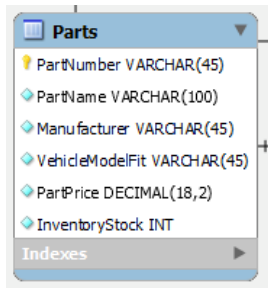 Parts
PartNumber VARCHAR(45)
PartName VARCHAR(100)
Manufacturer VARCHAR(45)
VehicleModelFit VARCHAR(45)
PartPrice DECIMAL(18,2)
InventoryStock INT
Indexes